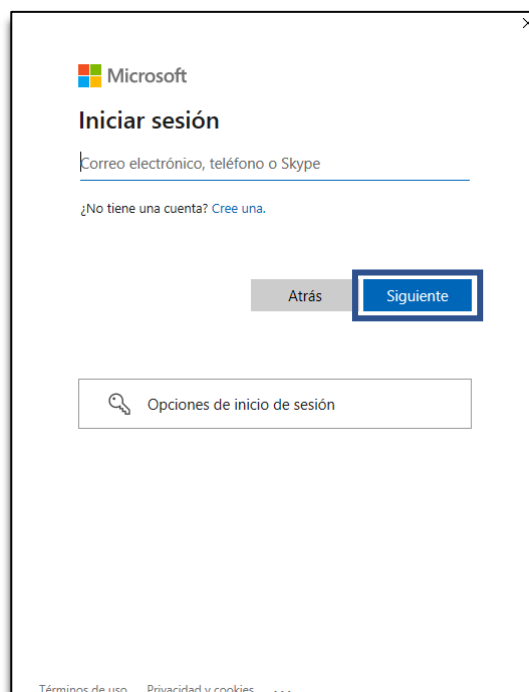 Microsoft
Iniciar sesión
Correo electrónico, teléfono o Skype
¿No tiene una cuenta? Cree una.
Atrás Siguiente
Opciones de inicio de sesión
Términos de uso Privacidad y cookies ...